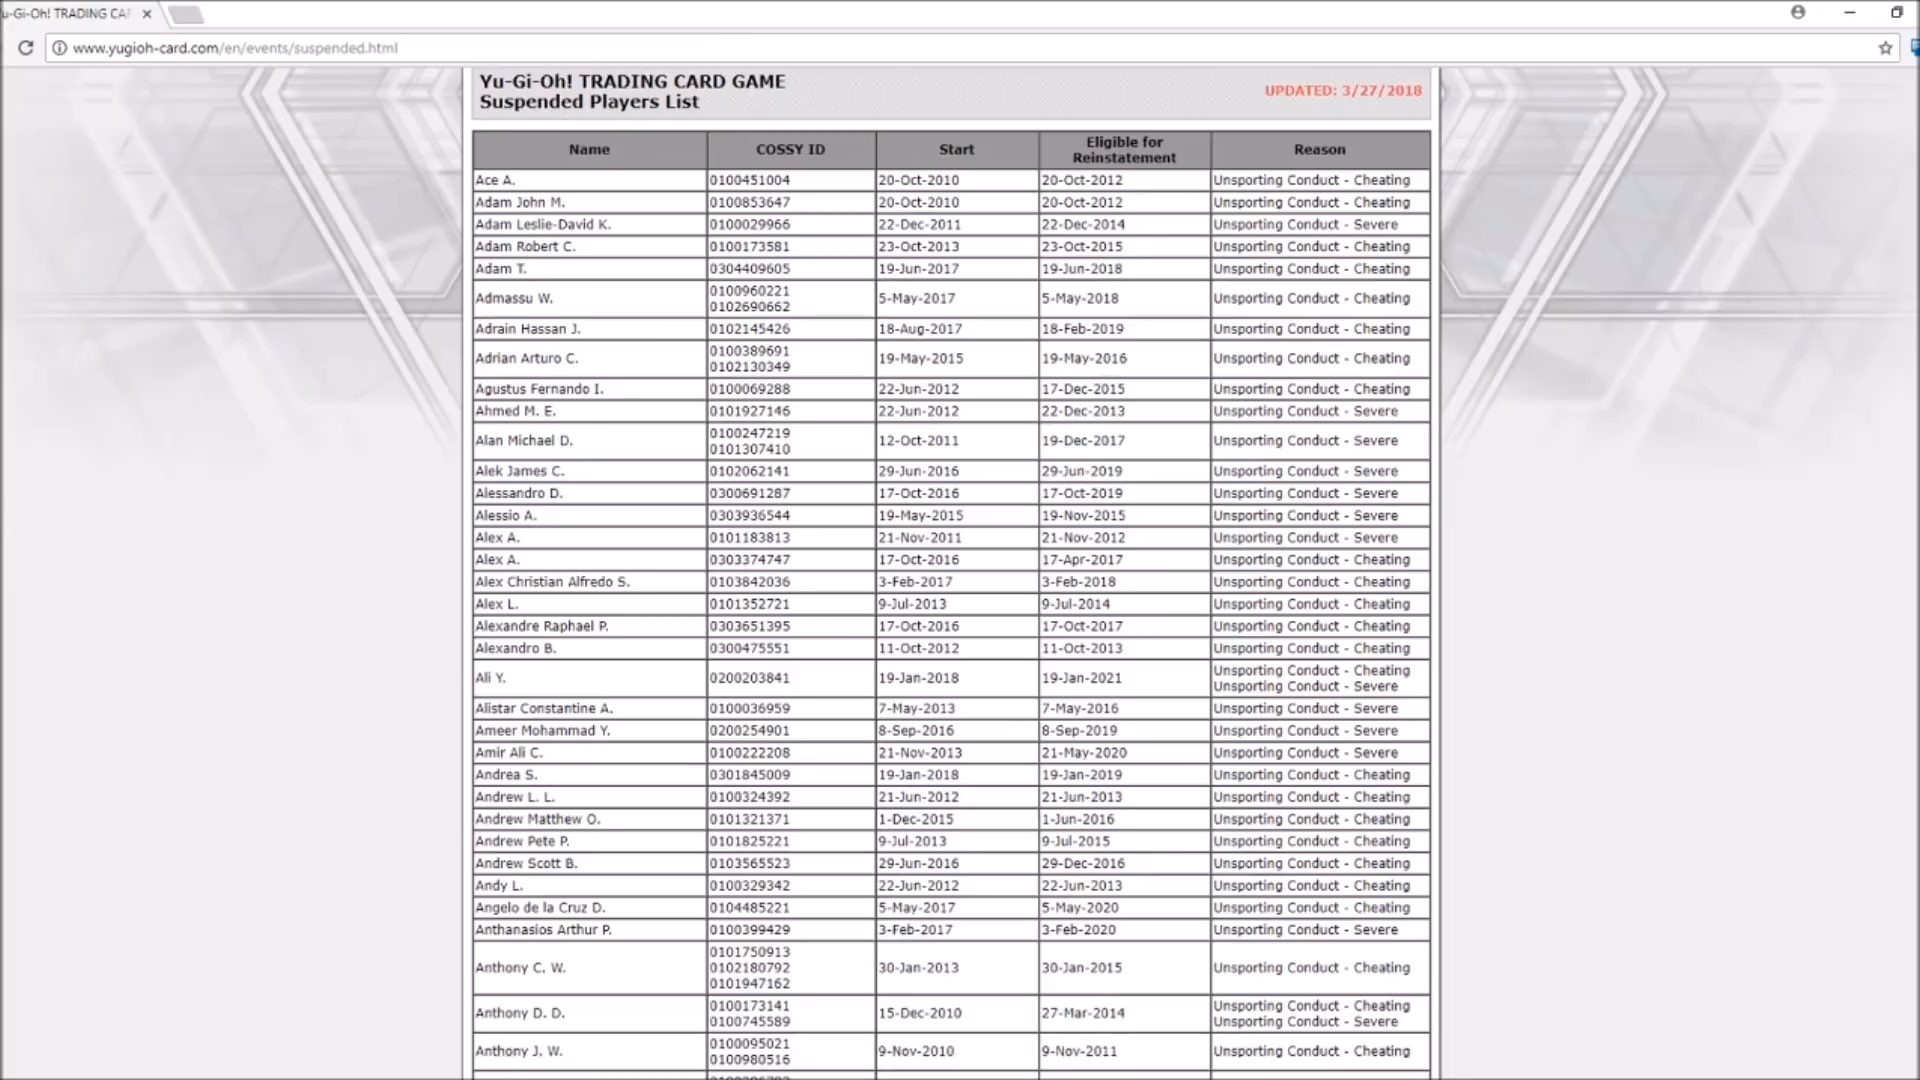 u-Gi-Oh! TRADING CAR
www.yugioh-card.com/en/events/suspended.html
Yu-Gi-Oh! TRADING CARD GAME
Suspended Players List
UPDATED: 3/27/2018
Name COSSY ID Start Eligible for Reinstatement Reason
Ace A. 0100451004 20-Oct-2010 20-Oct-2012 Unsporting Conduct - Cheating
Adam John M. 0100853647 20-Oct-2010 20-Oct-2012 Unsporting Conduct - Cheating
Adam Leslie-David K. 0100029966 22-Dec-2011 22-Dec-2014 Unsporting Conduct - Severe
Adam Robert C. 0100173581 23-Oct-2013 23-Oct-2015 Unsporting Conduct - Cheating
Adam T. 0304409605 19-Jun-2017 19-Jun-2018 Unsporting Conduct - Cheating
Admassu W. 0100960221 0102690662 5-May-2017 5-May-2018 Unsporting Conduct - Cheating
Adrain Hassan J. 0102145426 18-Aug-2017 18-Feb-2019 Unsporting Conduct - Cheating
Adrian Arturo C. 0100389691 0102130349 19-May-2015 19-May-2016 Unsporting Conduct - Cheating
Agustus Fernando I. 0100069288 22-Jun-2012 17-Dec-2015 Unsporting Conduct - Cheating
Ahmed M. E. 0101927146 22-Jun-2012 22-Dec-2013 Unsporting Conduct - Severe
Alan Michael D. 0100247219 0101307410 12-Oct-2011 19-Dec-2017 Unsporting Conduct - Severe
Alek James C. 0102062141 29-Jun-2016 29-Jun-2019 Unsporting Conduct - Severe
Alessandro D. 0300691287 17-Oct-2016 17-Oct-2019 Unsporting Conduct - Severe
Alessio A. 0303936544 19-May-2015 19-Nov-2015 Unsporting Conduct - Severe
Alex A. 0101183813 21-Nov-2011 21-Nov-2012 Unsporting Conduct - Severe
Alex A. 0303374747 17-Oct-2016 17-Apr-2017 Unsporting Conduct - Cheating
Alex Christian Alfredo S. 0103842036 3-Feb-2017 3-Feb-2018 Unsporting Conduct - Cheating
Alex L. 0101352721 9-Jul-2013 9-Jul-2014 Unsporting Conduct - Cheating
Alexandre Raphael P. 0303651395 17-Oct-2016 17-Oct-2017 Unsporting Conduct - Cheating
Alexandro B. 0300475551 11-Oct-2012 11-Oct-2013 Unsporting Conduct - Cheating
Ali Y. 0200203841 19-Jan-2018 19-Jan-2021 Unsporting Conduct - Cheating Unsporting Conduct - Severe
Alistar Constantine A. 0100036959 7-May-2013 7-May-2016 Unsporting Conduct - Severe
Ameer Mohammad Y. 0200254901 8-Sep-2016 8-Sep-2019 Unsporting Conduct - Severe
Amir Ali C. 0100222208 21-Nov-2013 21-May-2020 Unsporting Conduct - Severe
Andrea S. 0301845009 19-Jan-2018 19-Jan-2019 Unsporting Conduct - Cheating
Andrew L. L. 0100324392 21-Jun-2012 21-Jun-2013 Unsporting Conduct - Cheating
Andrew Matthew O. 0101321371 1-Dec-2015 1-Jun-2016 Unsporting Conduct - Cheating
Andrew Pete P. 0101825221 9-Jul-2013 9-Jul-2015 Unsporting Conduct - Cheating
Andrew Scott B. 0103565523 29-Jun-2016 29-Dec-2016 Unsporting Conduct - Cheating
Andy L. 0100329342 22-Jun-2012 22-Jun-2013 Unsporting Conduct - Cheating
Angelo de la Cruz D. 0104485221 5-May-2017 5-May-2020 Unsporting Conduct - Cheating
Anthanasios Arthur P. 0100399429 3-Feb-2017 3-Feb-2020 Unsporting Conduct - Severe
Anthony C. W. 0101750913 0102180792 0101947162 30-Jan-2013 30-Jan-2015 Unsporting Conduct - Cheating
Anthony D. D. 0100173141 0100745589 15-Dec-2010 27-Mar-2014 Unsporting Conduct - Cheating Unsporting Conduct - Severe
Anthony J. W. 0100095021 0100980516 9-Nov-2010 9-Nov-2011 Unsporting Conduct - Cheating